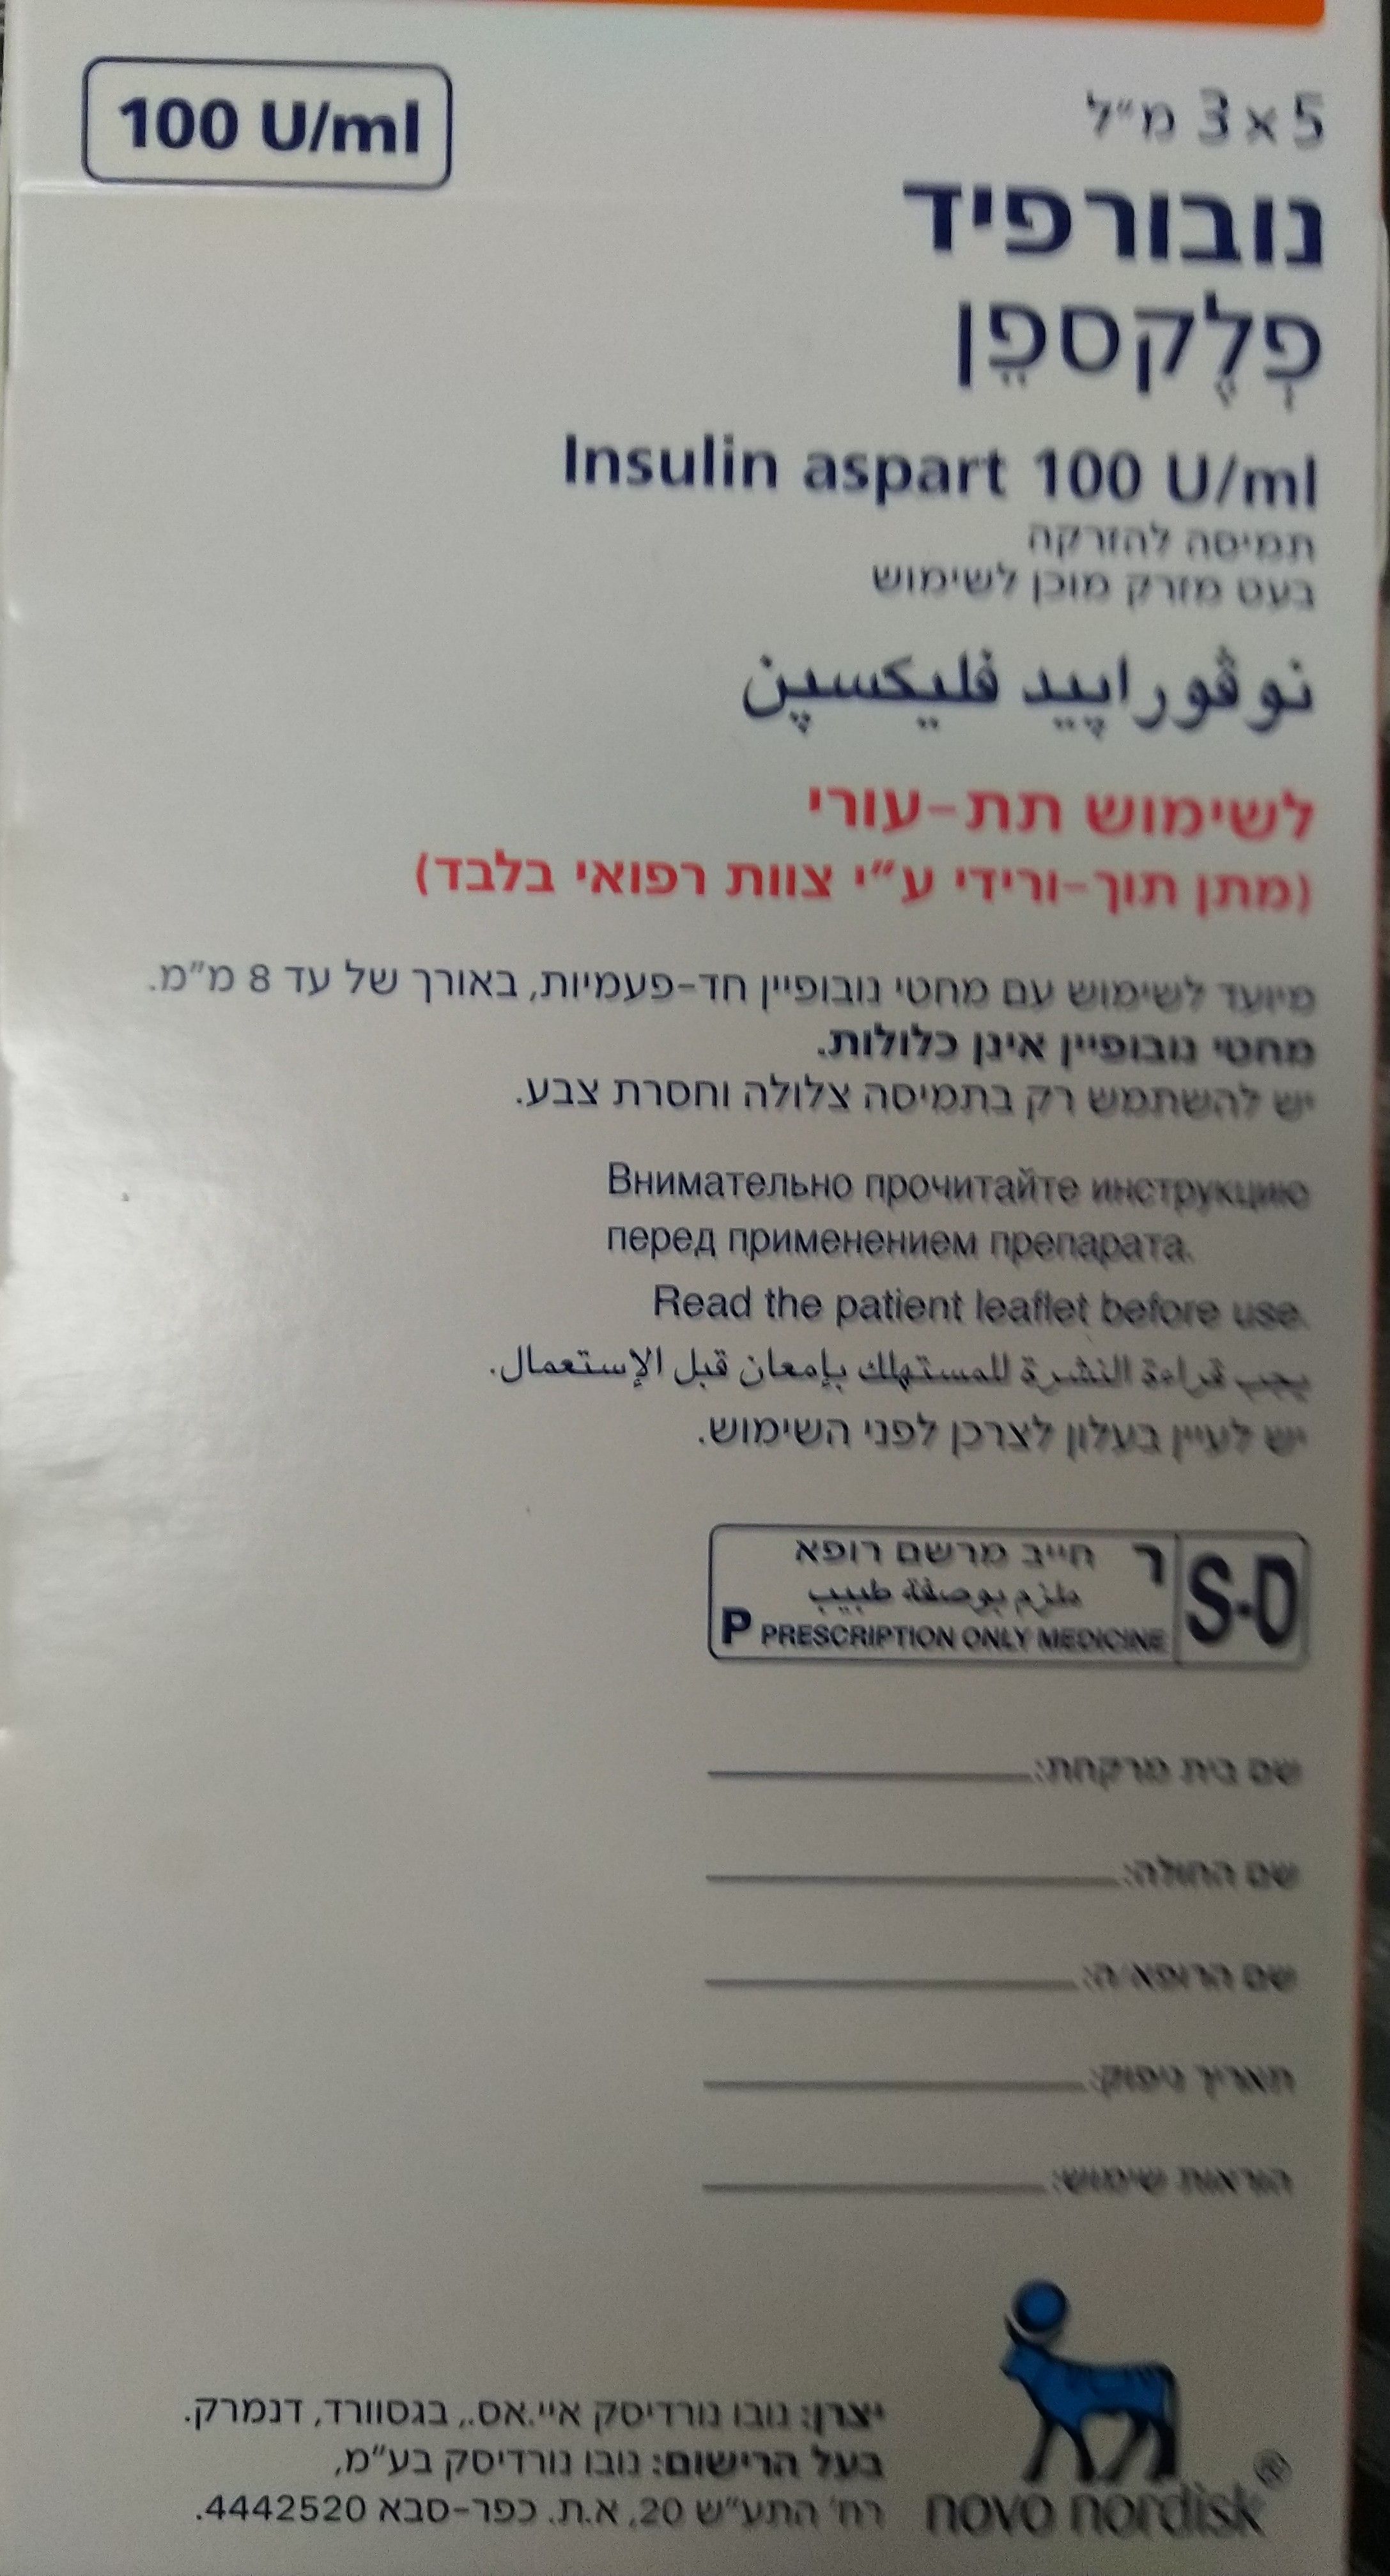 100 U/ml
5 x 3 מ"ל
נובורפיד
פְלֶקספֵן
Insulin aspart 100 U/ml
תמיסה להזרקה
בעט מזרק מוכן לשימוש
نوڤوراپيد فليكسپن
לשימוש תת-עורי
(מתן תוך-ורידי ע"י צוות רפואי בלבד)
מיועד לשימוש עם מחטי נובופיין חד-פעמיות, באורך של עד 8 מ"מ.
מחטי נובופיין אינן כלולות.
יש להשתמש רק בתמיסה צלולה וחסרת צבע.
Внимательно прочитайте инструкцию
перед применением препарата.
Read the patient leaflet before use.
يجب قراءة النشرة للمستهلك بإمعان قبل الإستعمال.
יש לעיין בעלון לצרכן לפני השימוש.
ר חייב מרשם רופא
ملزم بوصفة طبيب
P PRESCRIPTION ONLY MEDICINE
S-D
שם בית מרקחת:
שם החולה:
שם הרופא/ה:
תאריך ניפוק:
הוראות שימוש:
יצרן: נובו נורדיסק איי.אס., בגסוורד, דנמרק.
בעל הרישום: נובו נורדיסק בע"מ,
רח' התע"ש 20, א.ת. כפר-סבא 4442520.
novo nordisk®